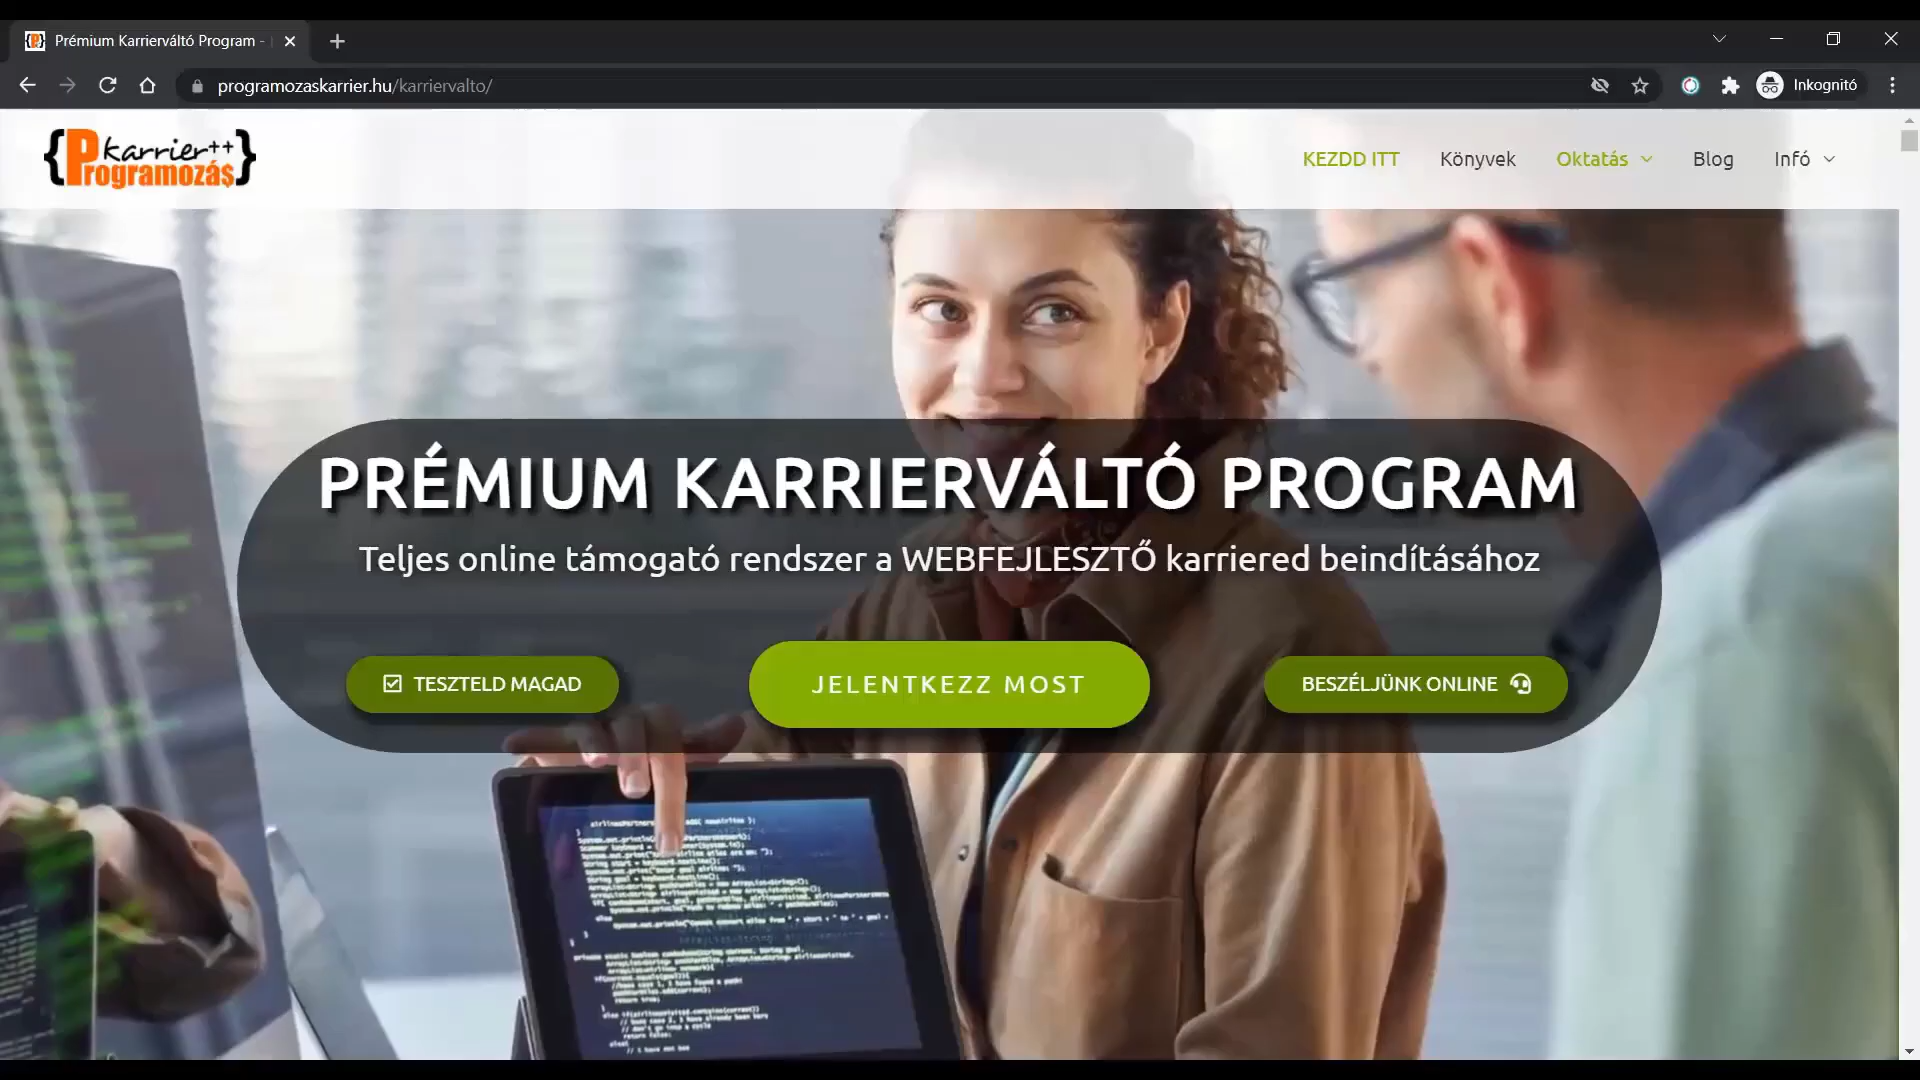 Prémium Karrierváltó Program -
programozaskarrier.hu/karriervalto/
Inkognitó
{Programozás karrier++}
KEZDD ITT
Könyvek
Oktatás
Blog
Infó
PRÉMIUM KARRIERVÁLTÓ PROGRAM
Teljes online támogató rendszer a WEBFEJLESZTŐ karriered beindításához
TESZTELD MAGAD
JELENTKEZZ MOST
BESZÉLJÜNK ONLINE